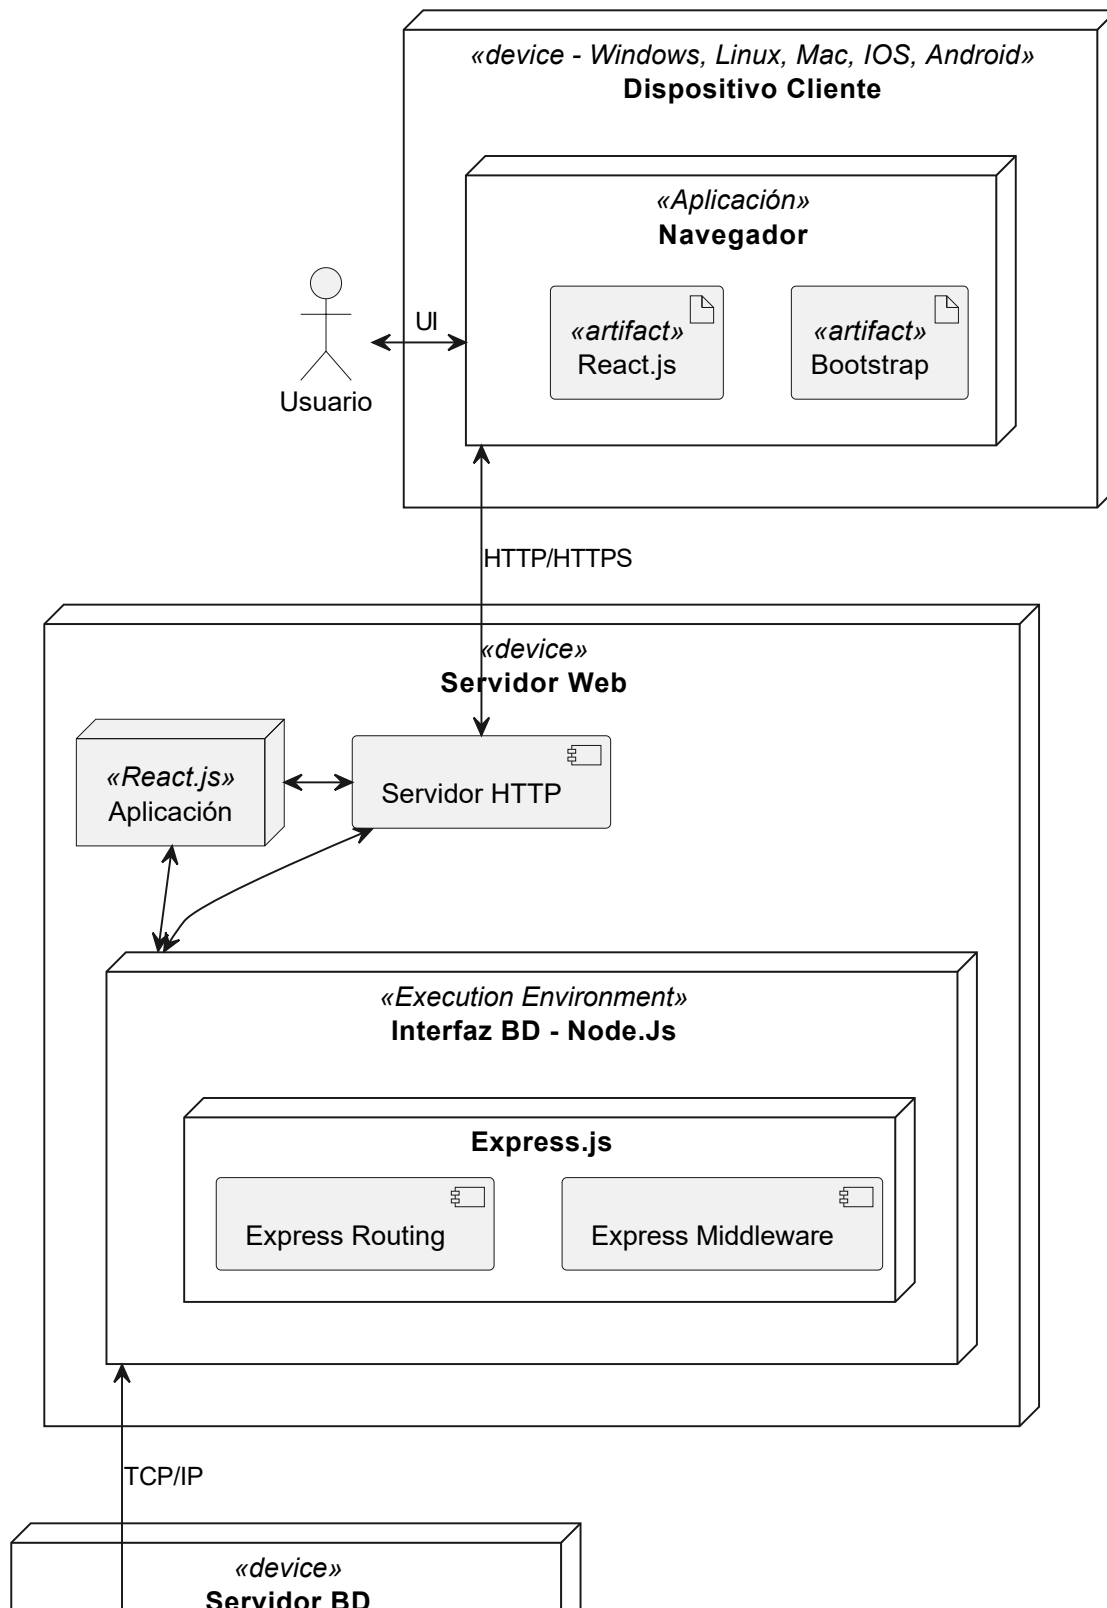 «device - Windows, Linux, Mac, IOS, Android»
Dispositivo Cliente
«Aplicación»
Navegador
«artifact»
React.js
«artifact»
Bootstrap
UI
Usuario
HTTP/HTTPS
«device»
Servidor Web
«React.js»
Aplicación
Servidor HTTP
«Execution Environment»
Interfaz BD - Node.Js
Express.js
Express Routing
Express Middleware
TCP/IP
«device»
Servidor BD